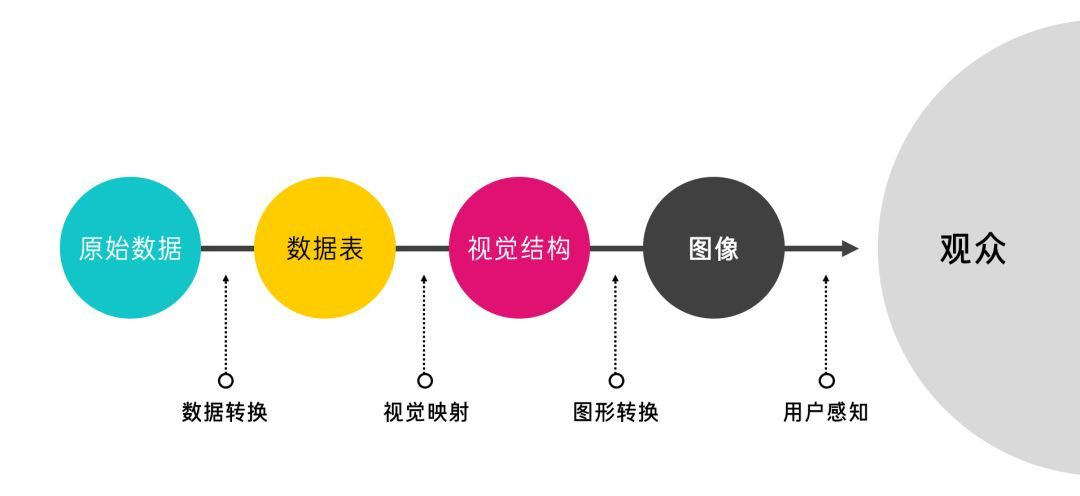 原始数据
数据表
视觉结构
图像
观众
数据转换
视觉映射
图形转换
用户感知